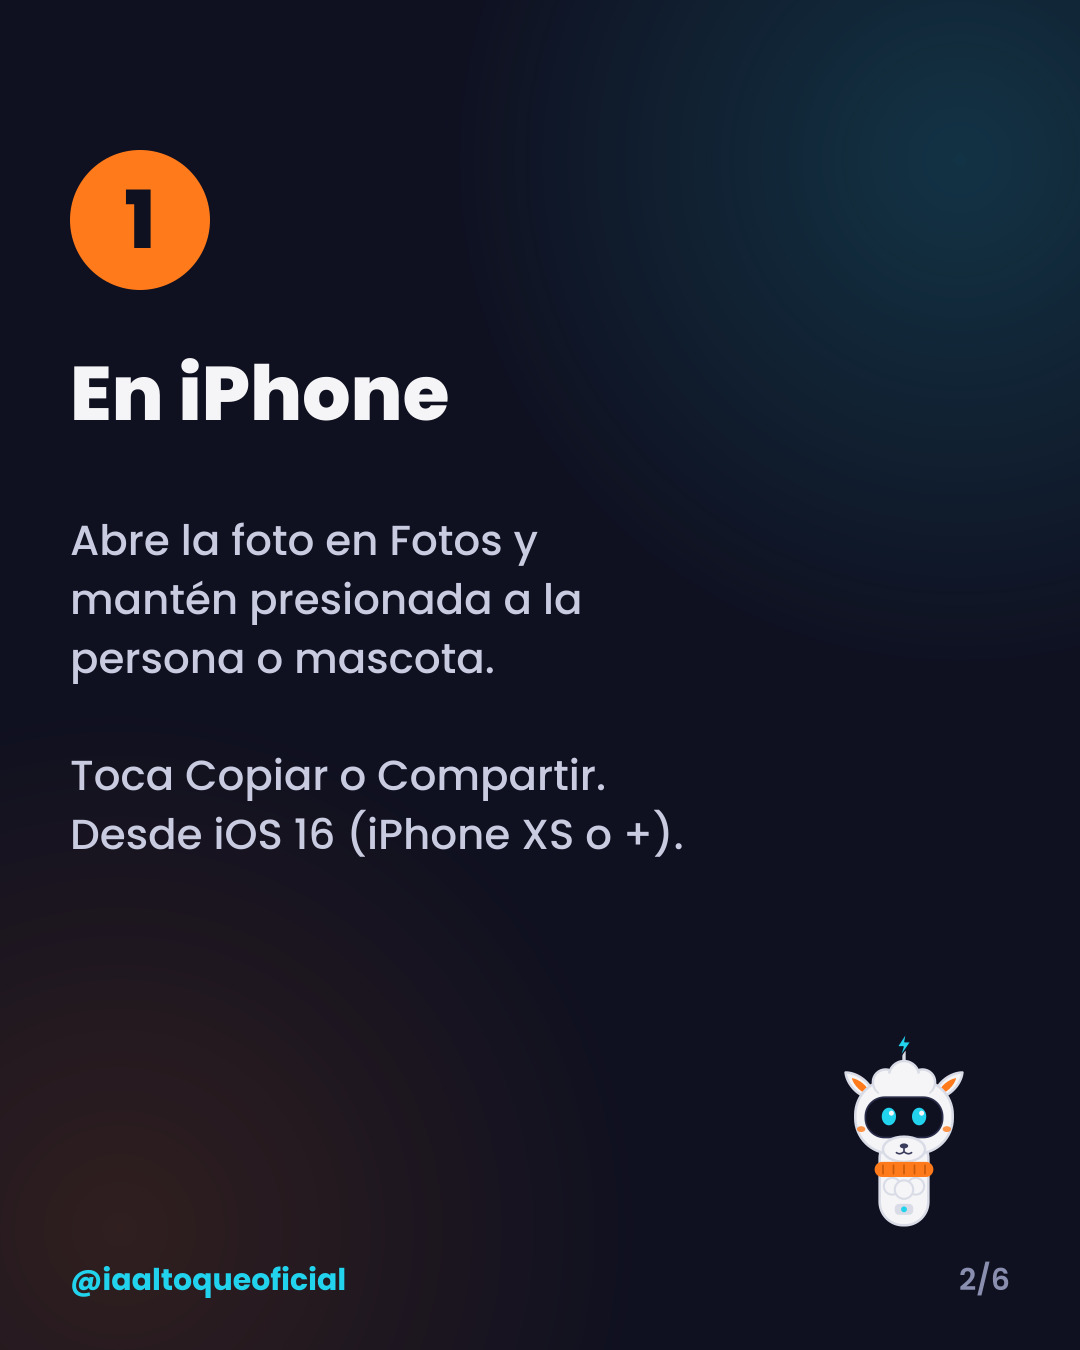 1
En iPhone
Abre la foto en Fotos y
mantén presionada a la
persona o mascota.
Toca Copiar o Compartir.
Desde iOS 16 (iPhone XS o +).
@iaaltoqueoficial
2/6